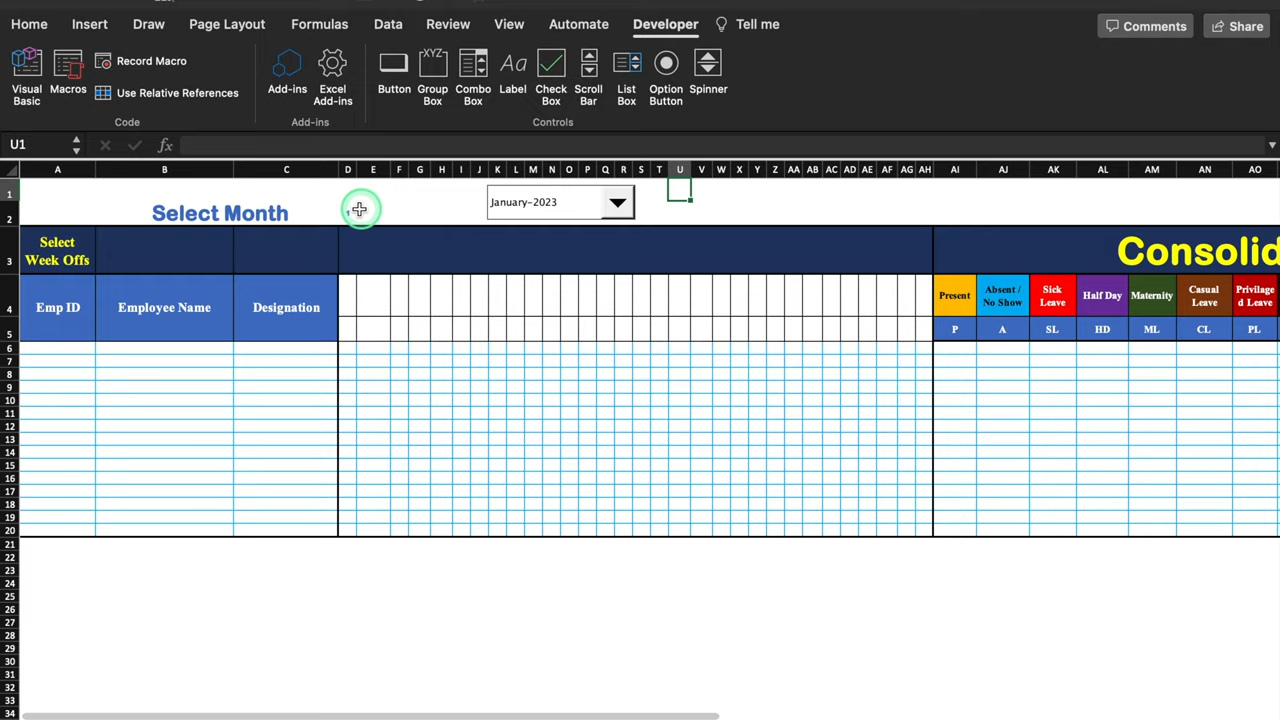 Home Insert Draw Page Layout Formulas Data Review View Automate Developer Tell me Comments Share
Visual Basic
Macros
Record Macro
Use Relative References
Code
Add-ins
Excel Add-ins
Add-ins
Button
Group Box
Combo Box
Label
Check Box
Scroll Bar
List Box
Option Button
Spinner
Controls
U1 fx
A B C D E F G H I J K L M N O P Q R S T U V W X Y Z AA AB AC AD AE AF AG AH AI AJ AK AL AM AN AO
1 January-2023
2 Select Month 1
3 Select Week Offs Consolid
4 Emp ID Employee Name Designation Present Absent / No Show Sick Leave Half Day Maternity Casual Leave Privilage d Leave
5 P A SL HD ML CL PL
6
7
8
9
10
11
12
13
14
15
16
17
18
19
20
21
22
23
24
25
26
27
28
29
30
31
32
33
34